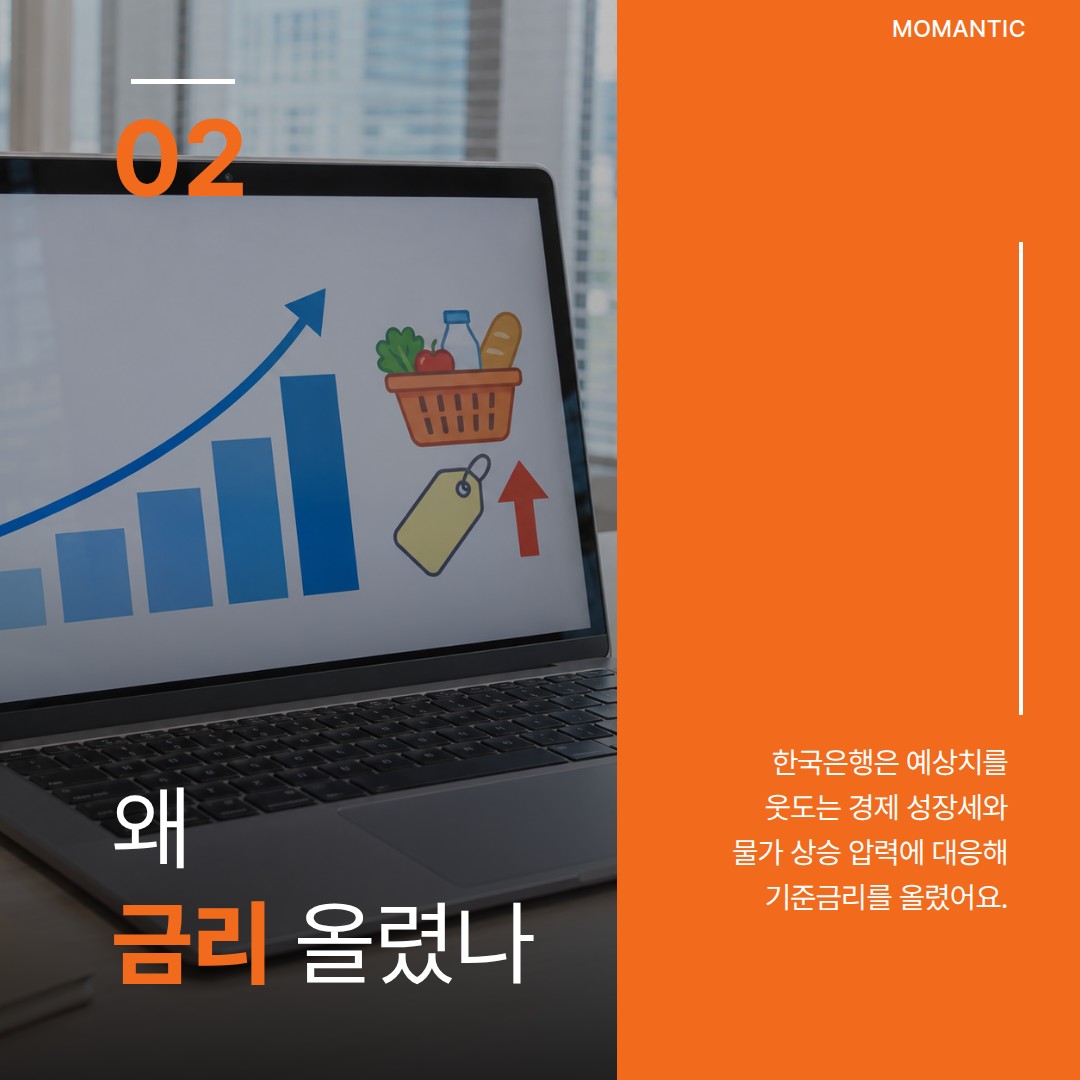 MOMANTIC
02
왜
금리 올렸나
한국은행은 예상치를
웃도는 경제 성장세와
물가 상승 압력에 대응해
기준금리를 올렸어요.